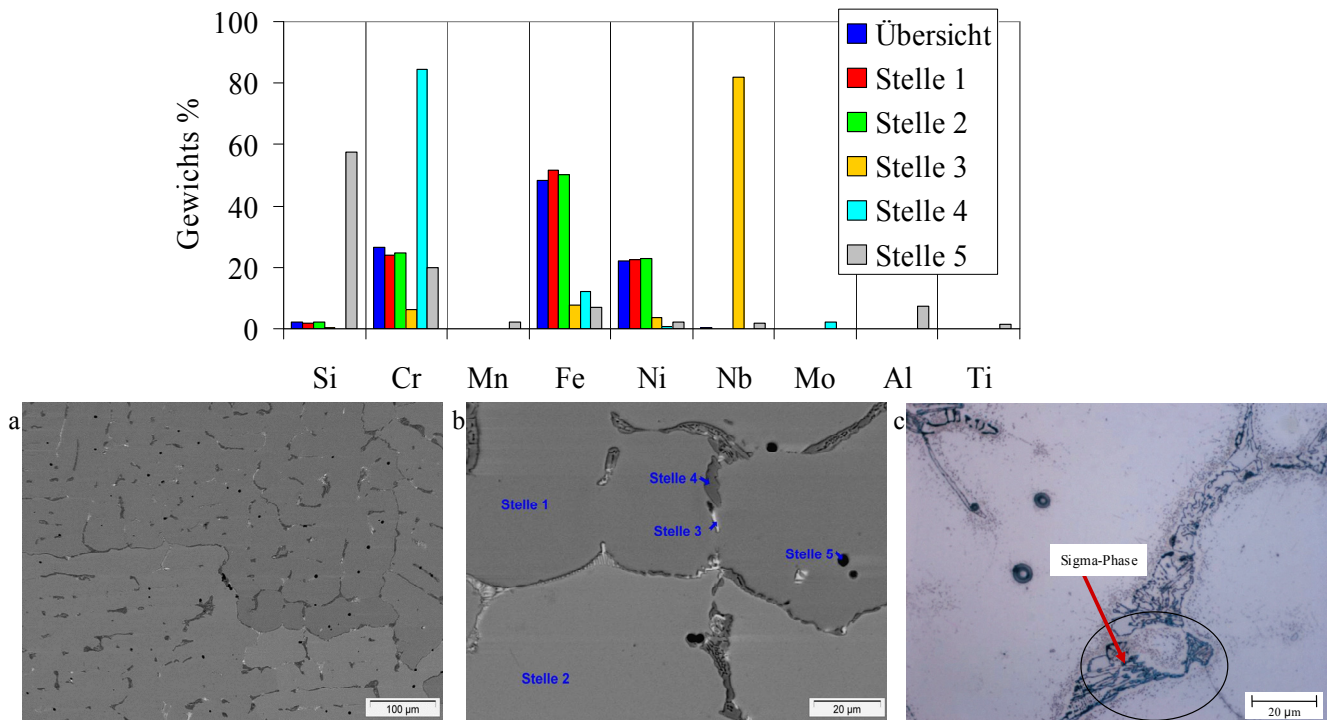 Gewichts %
100
80
60
40
20
0
Übersicht
Stelle 1
Stelle 2
Stelle 3
Stelle 4
Stelle 5
Si Cr Mn Fe Ni Nb Mo Al Ti
a
100 µm
b
Stelle 4
Stelle 1
Stelle 3
Stelle 5
Stelle 2
20 µm
c
Sigma-Phase
20 µm